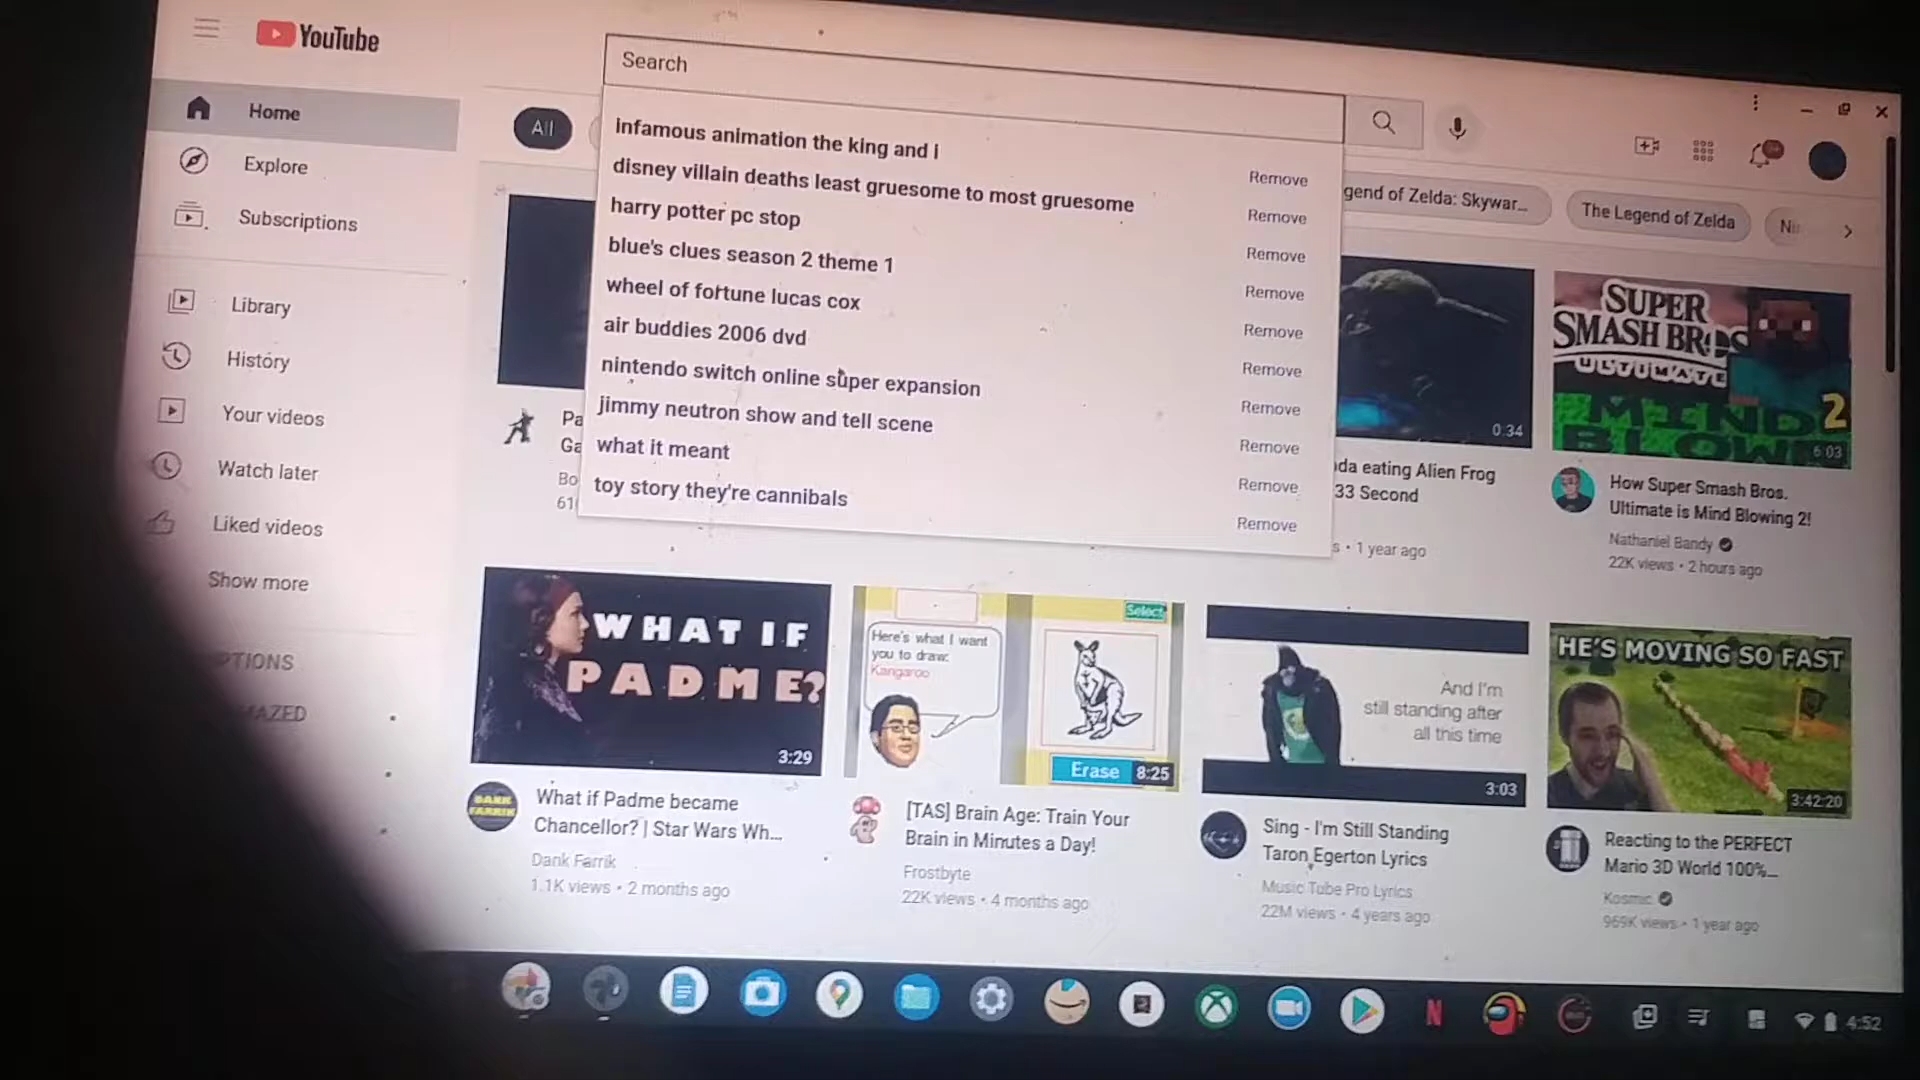 YouTube
Search
Home
Explore
Subscriptions
Library
History
Your videos
Watch later
Liked videos
Show more
All
infamous animation the king and i
Remove
disney villain deaths least gruesome to most gruesome
Remove
harry potter pc stop
Remove
blue's clues season 2 theme 1
Remove
wheel of fortune lucas cox
Remove
air buddies 2006 dvd
Remove
nintendo switch online super expansion
Remove
jimmy neutron show and tell scene
Remove
what it meant
Remove
toy story they're cannibals
Remove
gend of Zelda: Skywar...
The Legend of Zelda
Ni
Pa
Ga
Bo
61
0:34
da eating Alien Frog
33 Second
s • 1 year ago
SUPER
SMASH BROS
ULTIMATE
MIND 2
BLOWN
6:03
How Super Smash Bros.
Ultimate is Mind Blowing 2!
Nathaniel Bandy
22K views • 2 hours ago
PTIONS
MAZED
WHAT IF
PADME?
3:29
DANK
FARRIK
What if Padme became
Chancellor? | Star Wars Wh...
Dank Farrik
1.1K views • 2 months ago
Select
Here's what I want
you to draw:
Kangaroo
Erase
8:25
[TAS] Brain Age: Train Your
Brain in Minutes a Day!
Frostbyte
22K views • 4 months ago
And I'm
still standing after
all this time
3:03
Sing - I'm Still Standing
Taron Egerton Lyrics
Music Tube Pro Lyrics
22M views • 4 years ago
HE'S MOVING SO FAST
3:42:20
Reacting to the PERFECT
Mario 3D World 100%...
Kosmic
969K views • 1 year ago
4:52